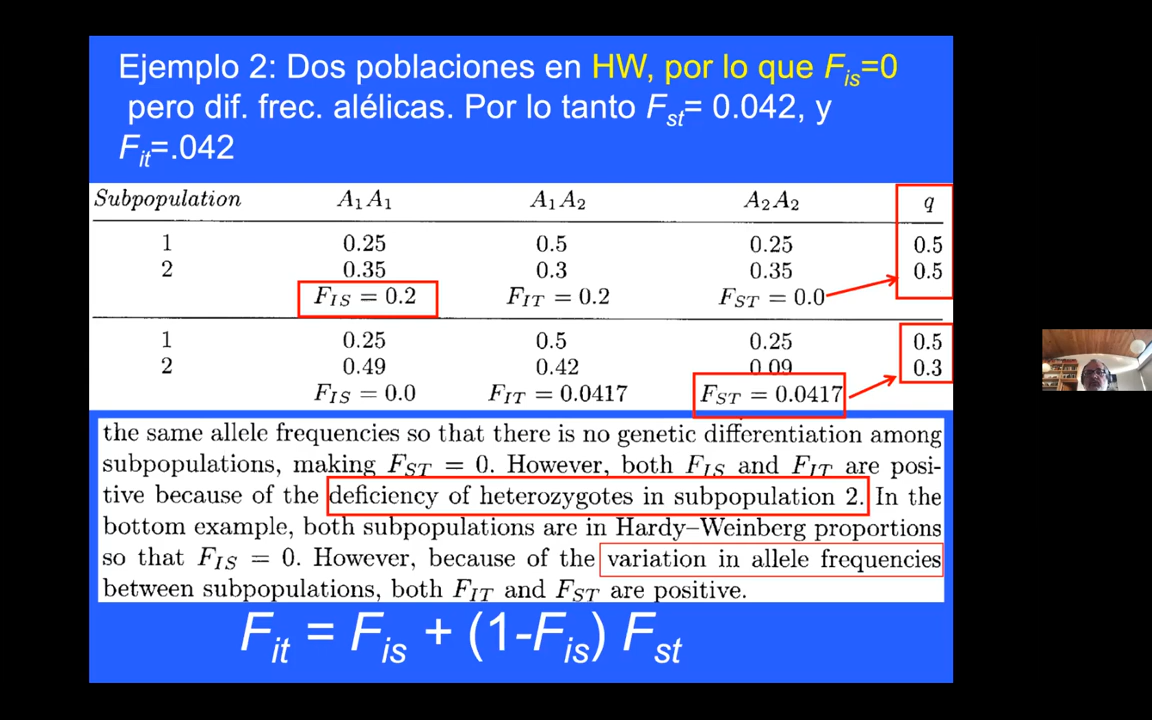 Ejemplo 2: Dos poblaciones en HW, por lo que Fis=0
pero dif. frec. alélicas. Por lo tanto Fst= 0.042, y
Fit=.042
Subpopulation A1A1 A1A2 A2A2 q
1 0.25 0.5 0.25 0.5
2 0.35 0.3 0.35 0.5
FIS = 0.2 FIT = 0.2 FST = 0.0
1 0.25 0.5 0.25 0.5
2 0.49 0.42 0.09 0.3
FIS = 0.0 FIT = 0.0417 FST = 0.0417
the same allele frequencies so that there is no genetic differentiation among
subpopulations, making FST = 0. However, both FIS and FIT are posi-
tive because of the deficiency of heterozygotes in subpopulation 2. In the
bottom example, both subpopulations are in Hardy–Weinberg proportions
so that FIS = 0. However, because of the variation in allele frequencies
between subpopulations, both FIT and FST are positive.
Fit = Fis + (1-Fis) Fst